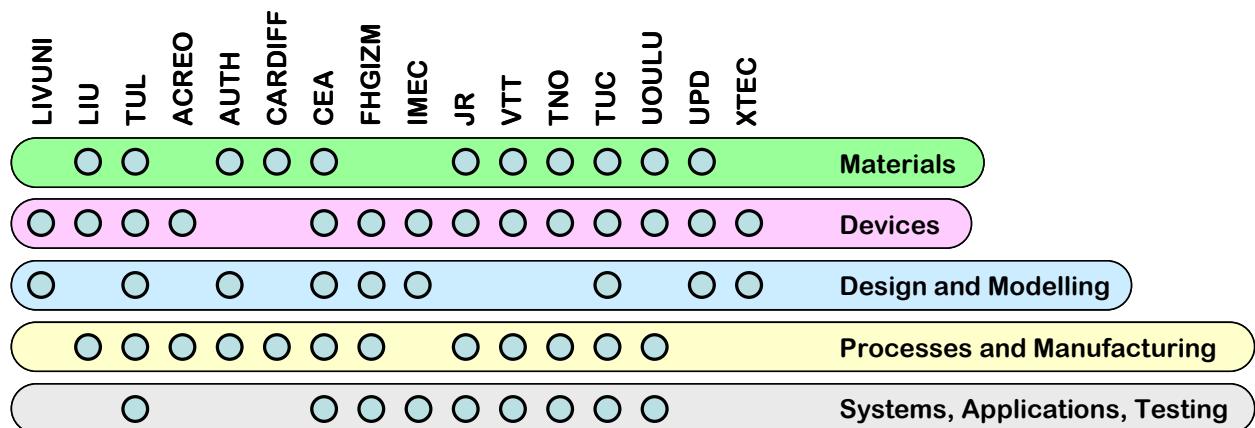 LIVUNI
LIU
TUL
ACREO
AUTH
CARDIFF
CEA
FHGIZM
IMEC
JR
VTT
TNO
TUC
UOULU
UPD
XTEC
Materials
Devices
Design and Modelling
Processes and Manufacturing
Systems, Applications, Testing